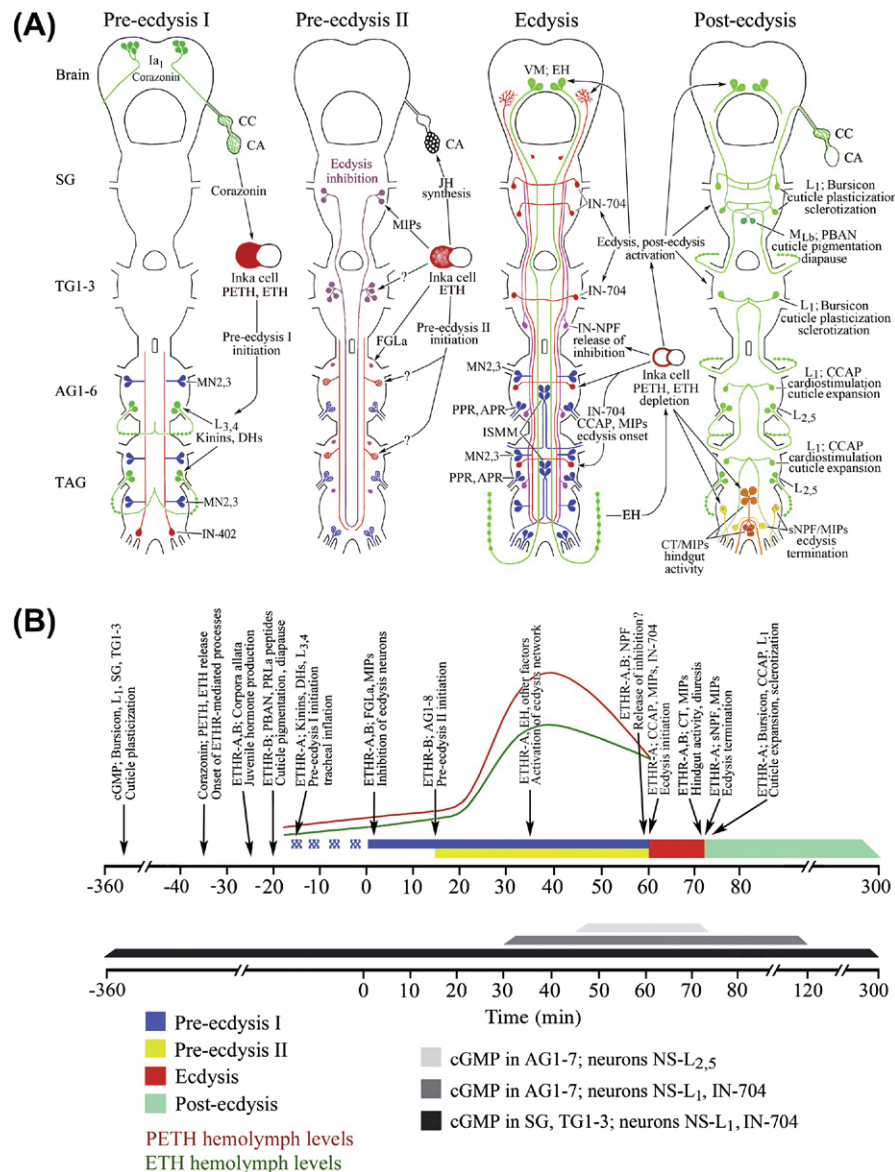 (A)
Pre-ecdysis I
Pre-ecdysis II
Ecdysis
Post-ecdysis
Brain
SG
TG1-3
AG1-6
TAG
Ia1
Corazonin
CC
CA
Corazonin
Inka cell
PETH, ETH
Pre-ecdysis I
initiation
MN2,3
L3,4
Kinins, DHs
MN2,3
IN-402
Ecdysis
inhibition
CA
JH
synthesis
MIPs
?
Inka cell
ETH
FGLa
Pre-ecdysis II
initiation
?
?
VM; EH
IN-704
Ecdysis, post-ecdysis
activation
IN-704
IN-NPF
release of
inhibition
MN2,3
Inka cell
PETH, ETH
depletion
PPR, APR
IN-704
CCAP, MIPs
ecdysis onset
ISMM
MN2,3
PPR, APR
EH
CC
CA
L1; Bursicon
cuticle plasticization
sclerotization
MLb; PBAN
cuticle pigmentation
diapause
L1; Bursicon
cuticle plasticization
sclerotization
L1; CCAP
cardiostimulation
cuticle expansion
L2,5
L1; CCAP
cardiostimulation
cuticle expansion
L2,5
sNPF/MIPs
ecdysis
termination
CT/MIPs
hindgut
activity
(B)
cGMP; Bursicon, L1, SG, TG1-3
Cuticle plasticization
Corazonin; PETH, ETH release
Onset of ETHR-mediated processes
ETHR-A,B; Corpora allata
Juvenile hormone production
ETHR-B; PBAN, PRLa peptides
Cuticle pigmentation, diapause
ETHR-A; Kinins, DHs, L3,4
Pre-ecdysis I initiation
tracheal inflation
ETHR-A,B; FGLa, MIPs
Inhibition of ecdysis neurons
ETHR-B; AG1-8
Pre-ecdysis II initiation
ETHR-A; EH, other factors
Activation of ecdysis network
ETHR-A,B; NPF
Release of inhibition?
ETHR-A; CCAP, MIPs, IN-704
Ecdysis initiation
ETHR-A,B; CT, MIPs
Hindgut activity, diuresis
ETHR-A; sNPF, MIPs
Ecdysis termination
ETHR-A; Bursicon, CCAP, L1
Cuticle expansion, sclerotization
-360 -40 -30 -20 -10 0 10 20 30 40 50 60 70 80 300
-360 0 10 20 30 40 50 60 70 80 120 300
Time (min)
Pre-ecdysis I
Pre-ecdysis II
Ecdysis
Post-ecdysis
PETH hemolymph levels
ETH hemolymph levels
cGMP in AG1-7; neurons NS-L2,5
cGMP in AG1-7; neurons NS-L1, IN-704
cGMP in SG, TG1-3; neurons NS-L1, IN-704